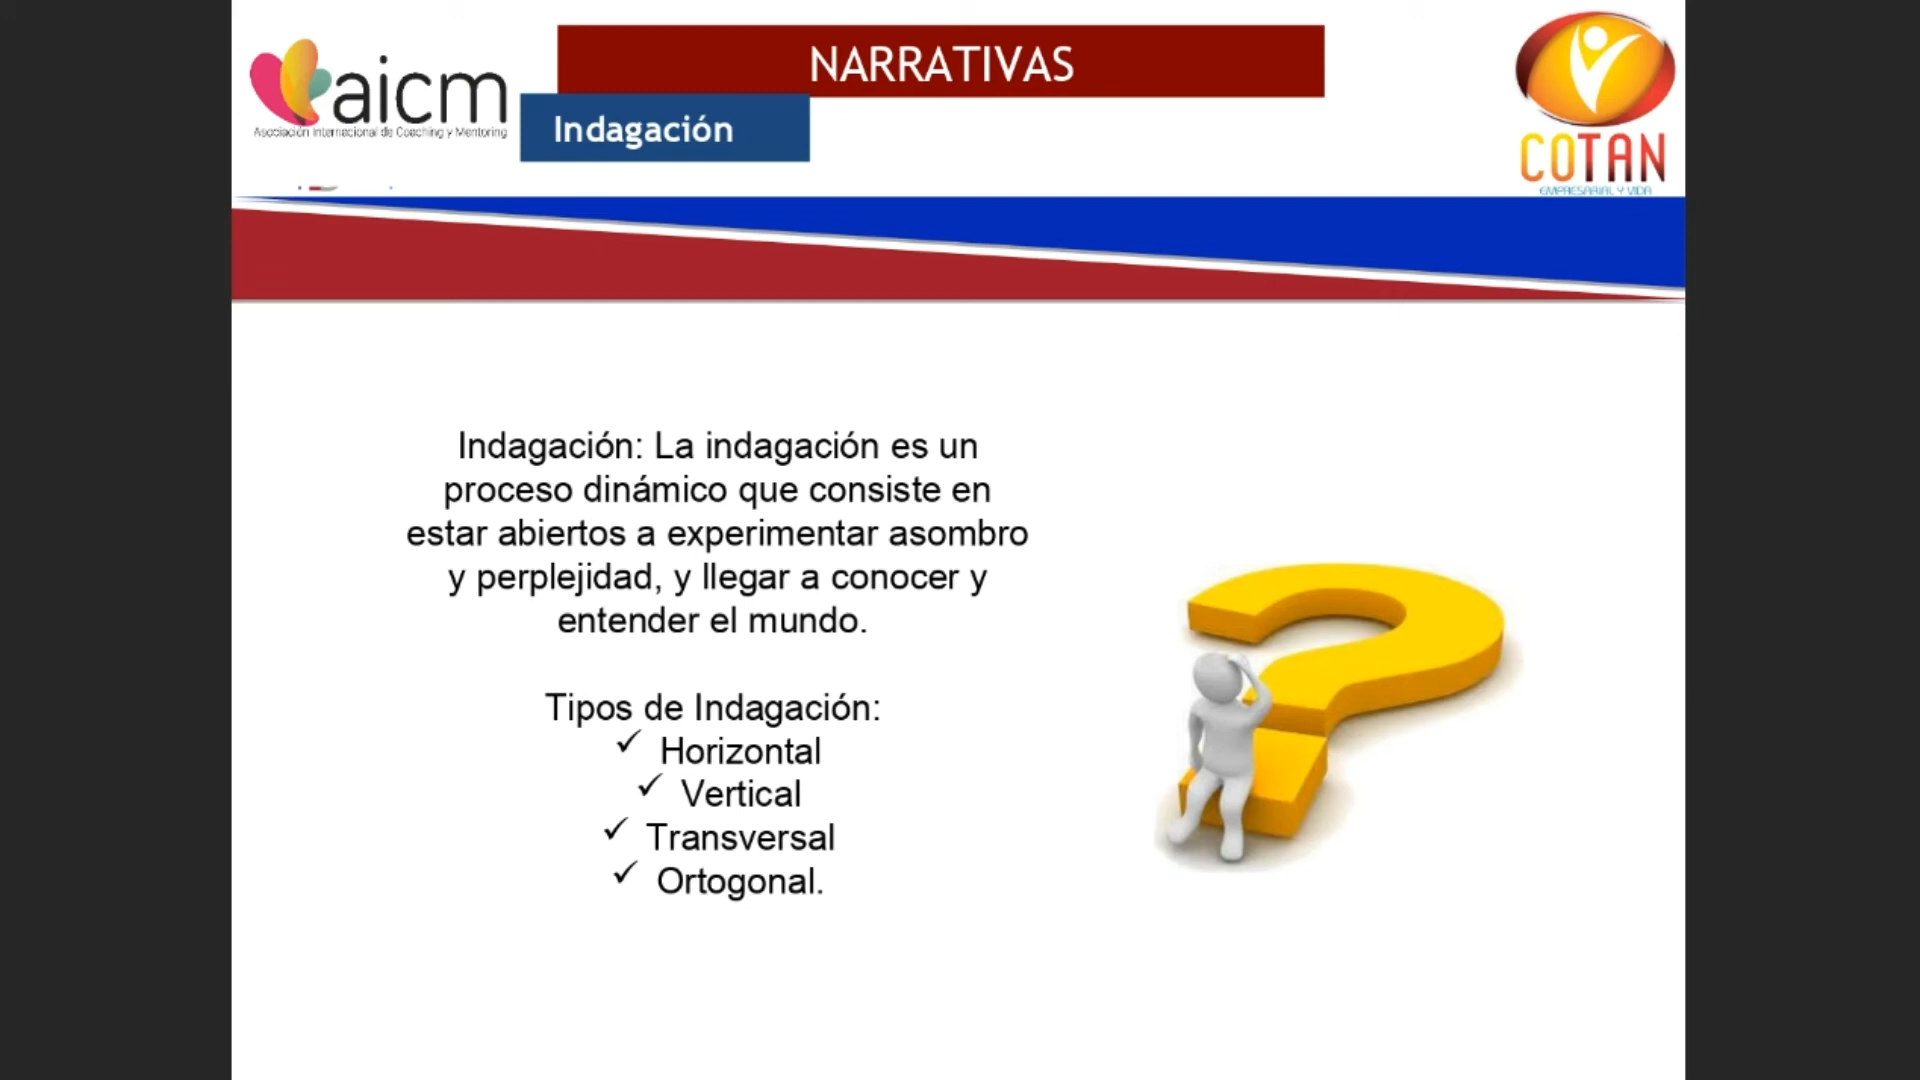 NARRATIVAS
aicm
Asociación Internacional de Coaching y Mentoring
Indagación
COTAN
EMPRESARIAL Y VIDA
Indagación: La indagación es un
proceso dinámico que consiste en
estar abiertos a experimentar asombro
y perplejidad, y llegar a conocer y
entender el mundo.
Tipos de Indagación:
✓ Horizontal
✓ Vertical
✓ Transversal
✓ Ortogonal.